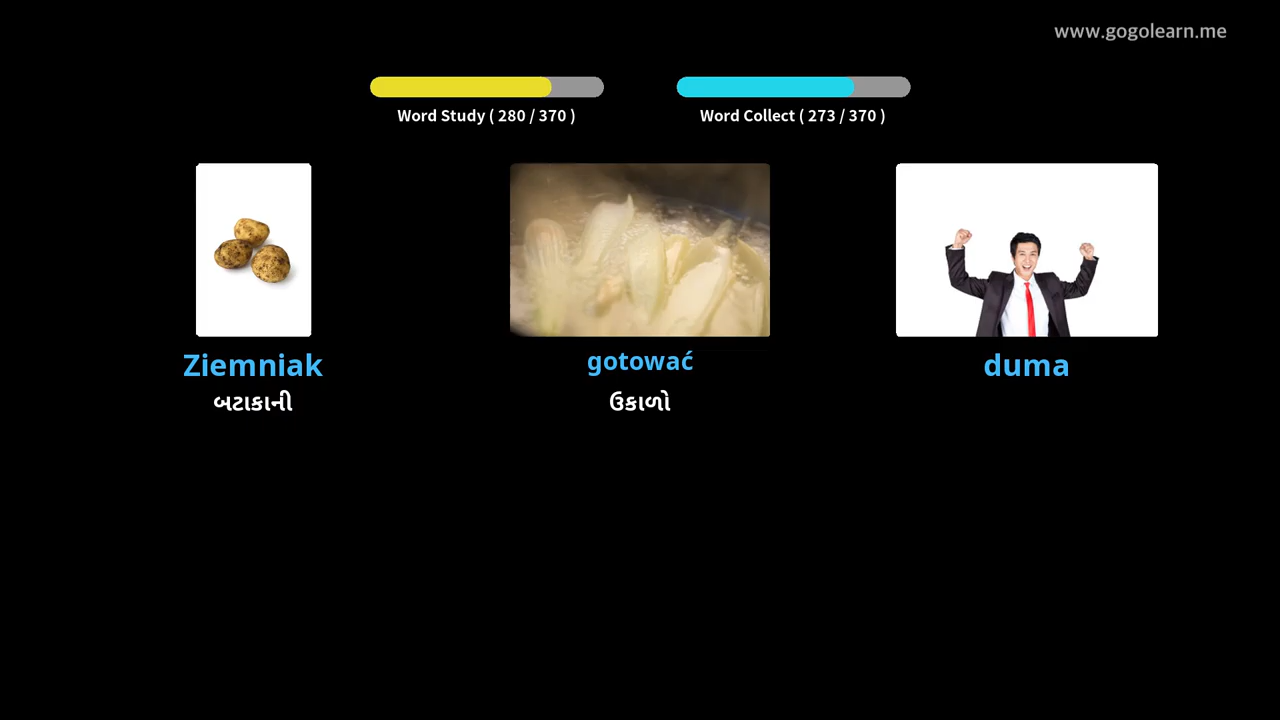 www.gogolearn.me
Word Study ( 280 / 370 )
Word Collect ( 273 / 370 )
Ziemniak
gotować
duma
બટાકાની
ઉકાળો